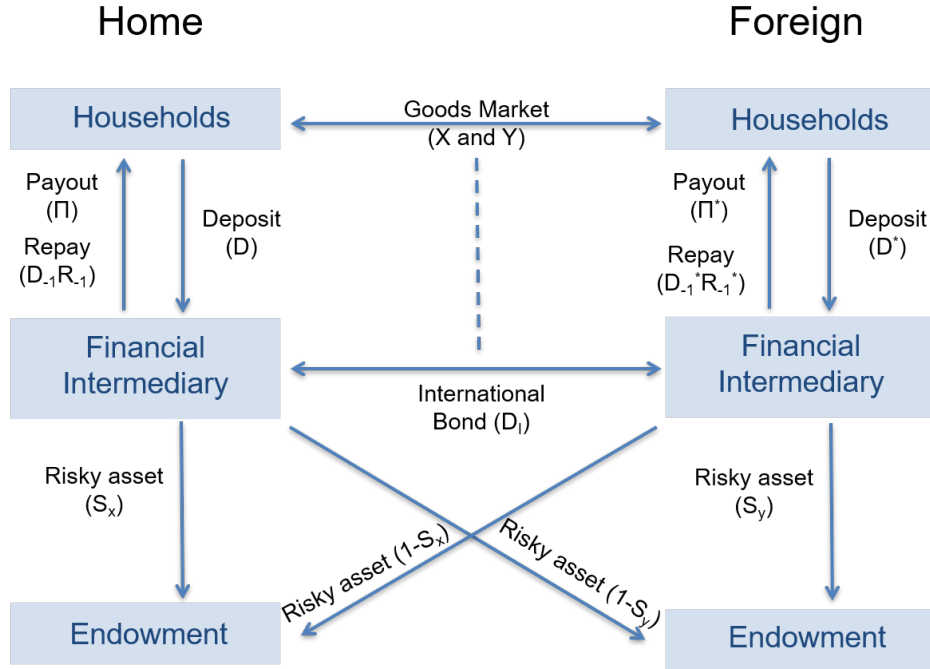 Home
Foreign
Households
Goods Market
(X and Y)
Households
Payout
(Π)
Repay
(D-1R-1)
Deposit
(D)
Payout
(Π*)
Repay
(D-1*R-1*)
Deposit
(D*)
Financial
Intermediary
Financial
Intermediary
International
Bond (DI)
Risky asset
(Sx)
Risky asset (1-Sx)
Risky asset (1-Sy)
Risky asset
(Sy)
Endowment
Endowment